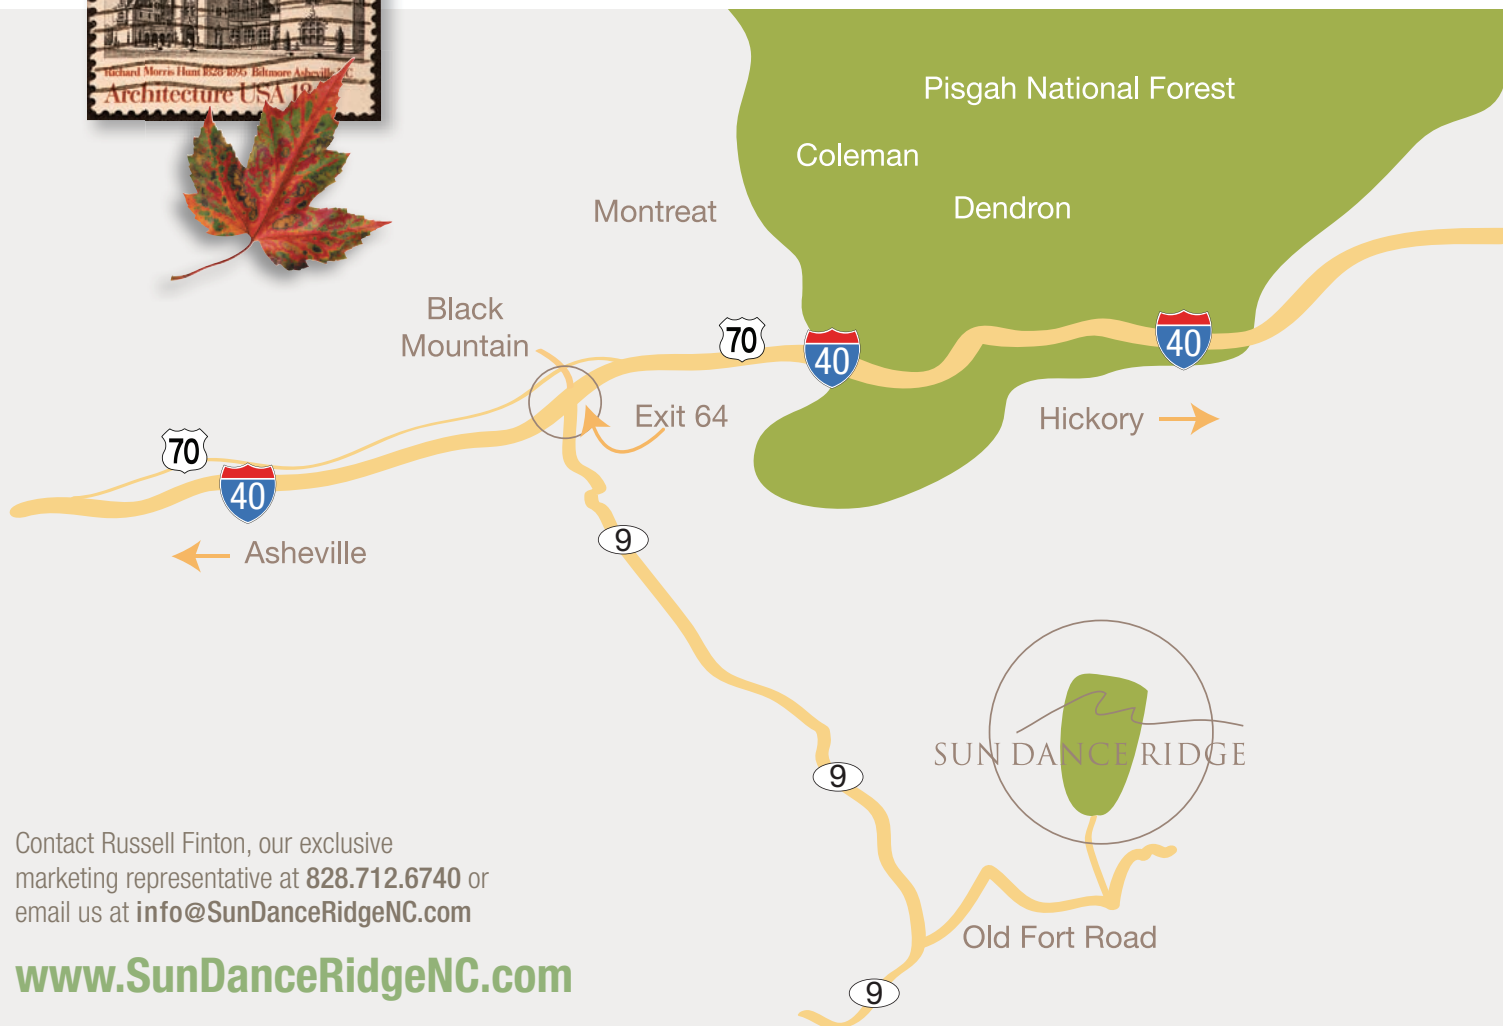 Richard Morris Hunt 1828-1895 Biltmore Asheville NC
Architecture USA 18
Pisgah National Forest
Coleman
Dendron
Montreat
Black
Mountain
70
40
40
Exit 64
Hickory
70
40
Asheville
9
SUN DANCE RIDGE
9
Contact Russell Finton, our exclusive
marketing representative at 828.712.6740 or
email us at info@SunDanceRidgeNC.com
Old Fort Road
www.SunDanceRidgeNC.com
9